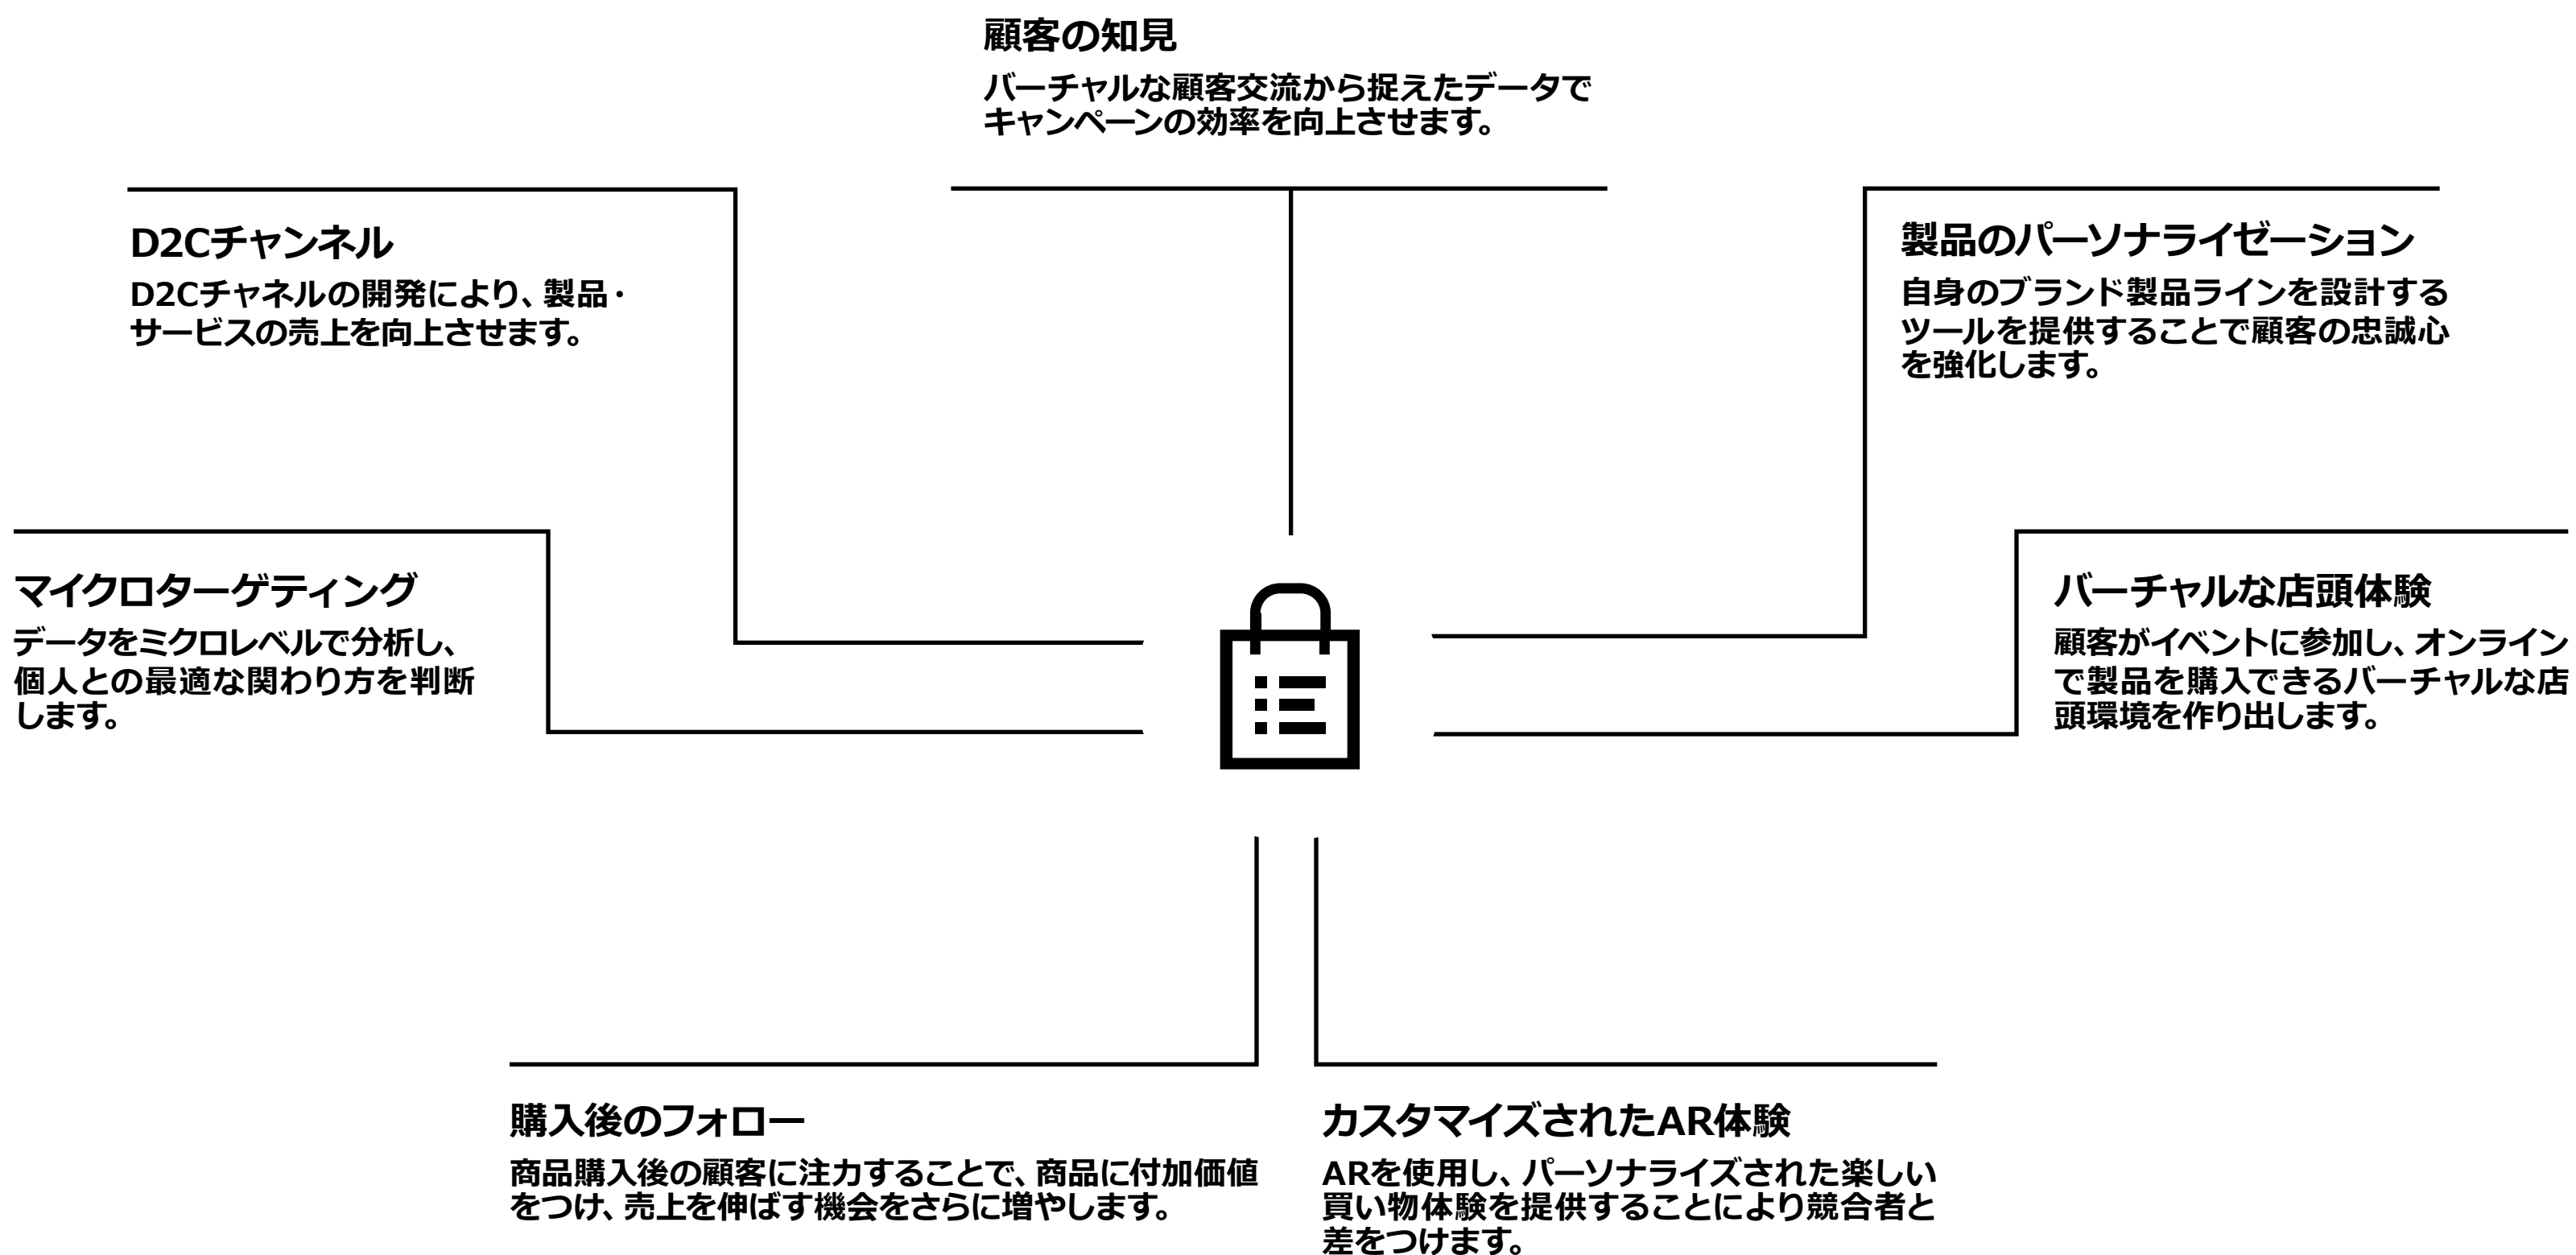 顧客の知見
バーチャルな顧客交流から捉えたデータで
キャンペーンの効率を向上させます。
D2Cチャンネル
D2Cチャネルの開発により、製品・
サービスの売上を向上させます。
製品のパーソナライゼーション
自身のブランド製品ラインを設計する
ツールを提供することで顧客の忠誠心
を強化します。
マイクロターゲティング
データをミクロレベルで分析し、
個人との最適な関わり方を判断
します。
バーチャルな店頭体験
顧客がイベントに参加し、オンライン
で製品を購入できるバーチャルな店
頭環境を作り出します。
購入後のフォロー
商品購入後の顧客に注力することで、商品に付加価値
をつけ、売上を伸ばす機会をさらに増やします。
カスタマイズされたAR体験
ARを使用し、パーソナライズされた楽しい
買い物体験を提供することにより競合者と
差をつけます。